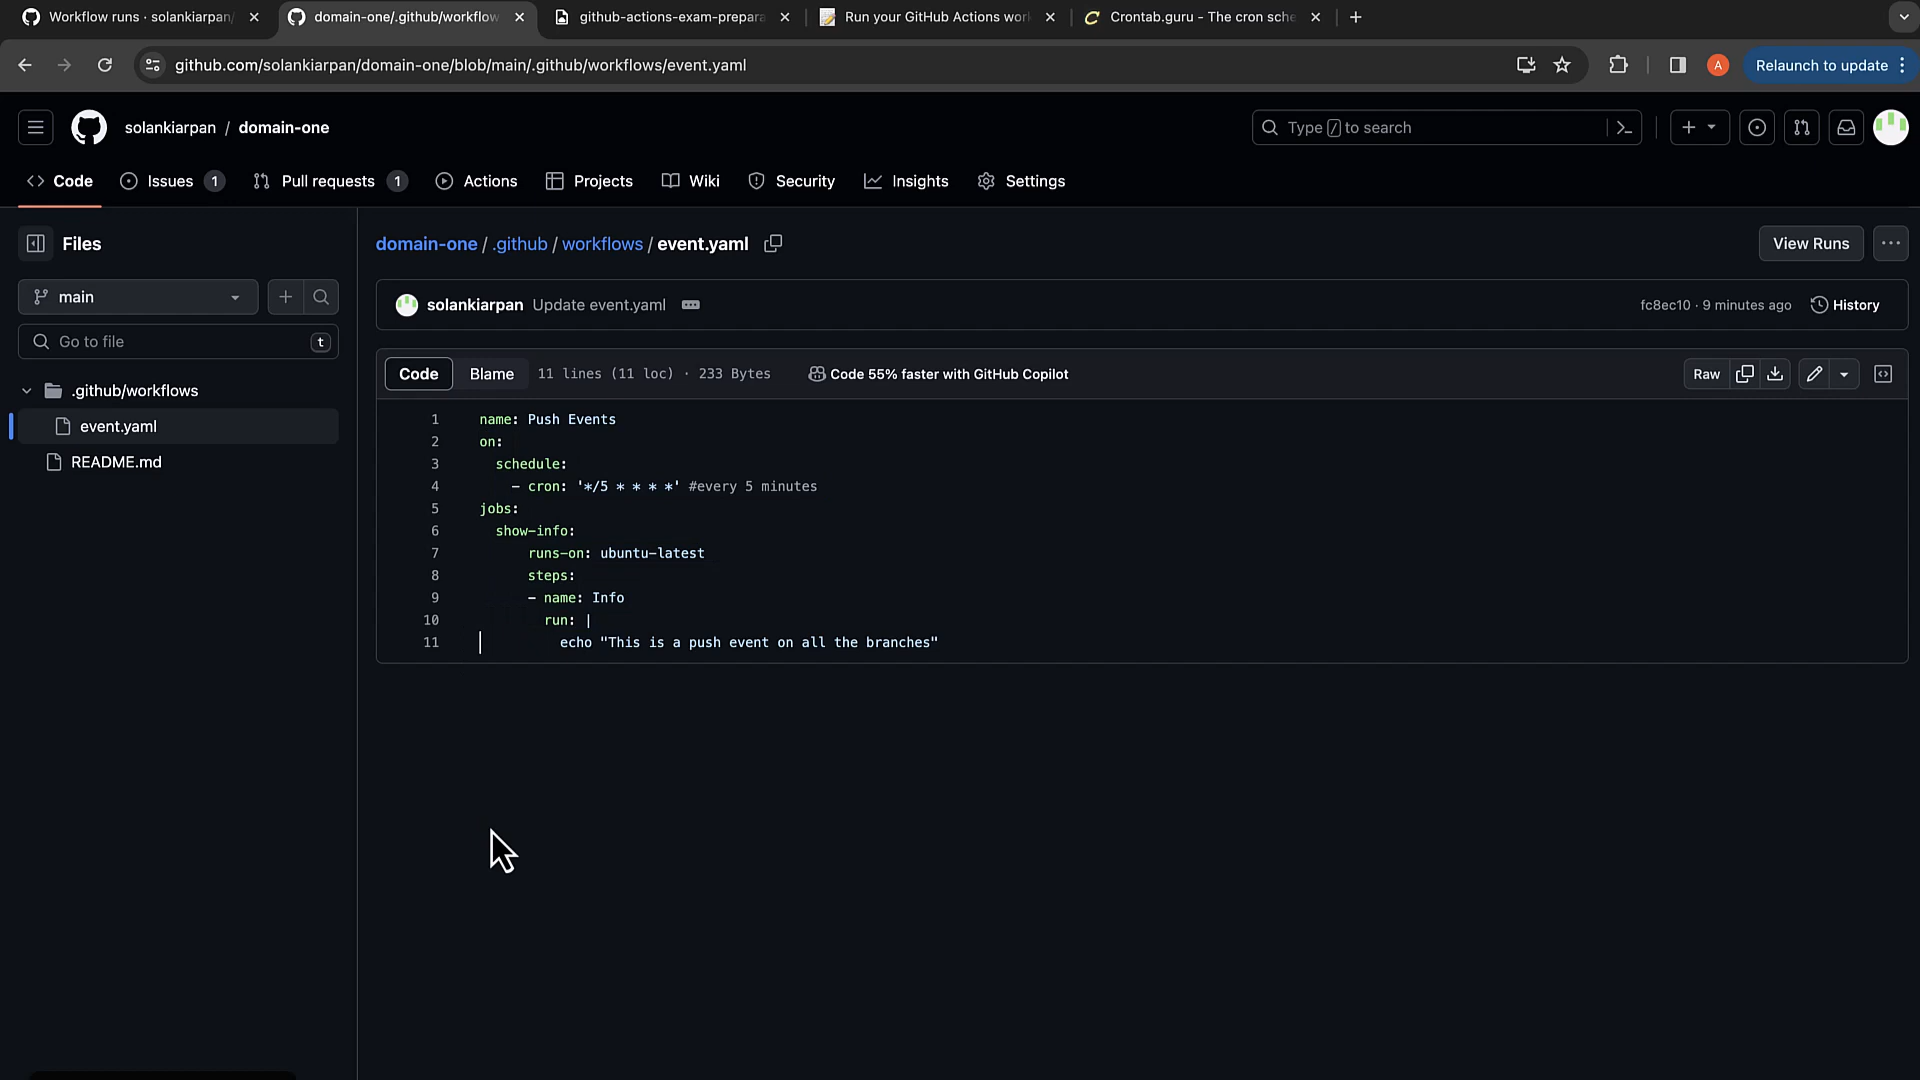 Workflow runs · solankiarpan/
domain-one/.github/workflow
github-actions-exam-prepara
Run your GitHub Actions wor
Crontab.guru - The cron sche
github.com/solankiarpan/domain-one/blob/main/.github/workflows/event.yaml
A
Relaunch to update
solankiarpan / domain-one
Type / to search
Code
Issues 1
Pull requests 1
Actions
Projects
Wiki
Security
Insights
Settings
Files
domain-one / .github / workflows / event.yaml
View Runs
main
solankiarpan Update event.yaml
fc8ec10 · 9 minutes ago
History
Go to file t
Code
Blame
11 lines (11 loc) · 233 Bytes
Code 55% faster with GitHub Copilot
Raw
.github/workflows
event.yaml
README.md
1 name: Push Events
2 on:
3 schedule:
4 - cron: '*/5 * * * *' #every 5 minutes
5 jobs:
6 show-info:
7 runs-on: ubuntu-latest
8 steps:
9 - name: Info
10 run: |
11 echo "This is a push event on all the branches"